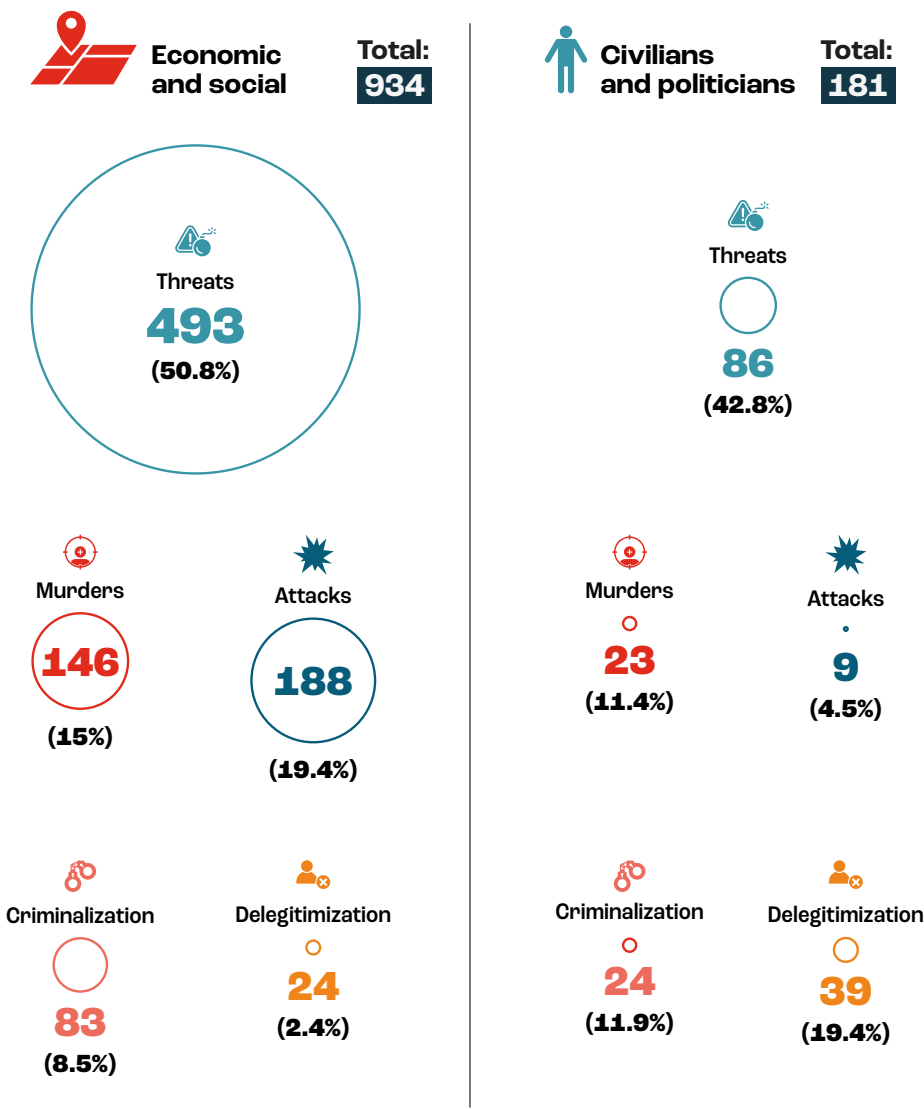 Economic
and social
Total:
934
Threats
493
(50.8%)
Murders
146
(15%)
Attacks
188
(19.4%)
Criminalization
83
(8.5%)
Delegitimization
24
(2.4%)
Civilians
and politicians
Total:
181
Threats
86
(42.8%)
Murders
23
(11.4%)
Attacks
9
(4.5%)
Criminalization
24
(11.9%)
Delegitimization
39
(19.4%)